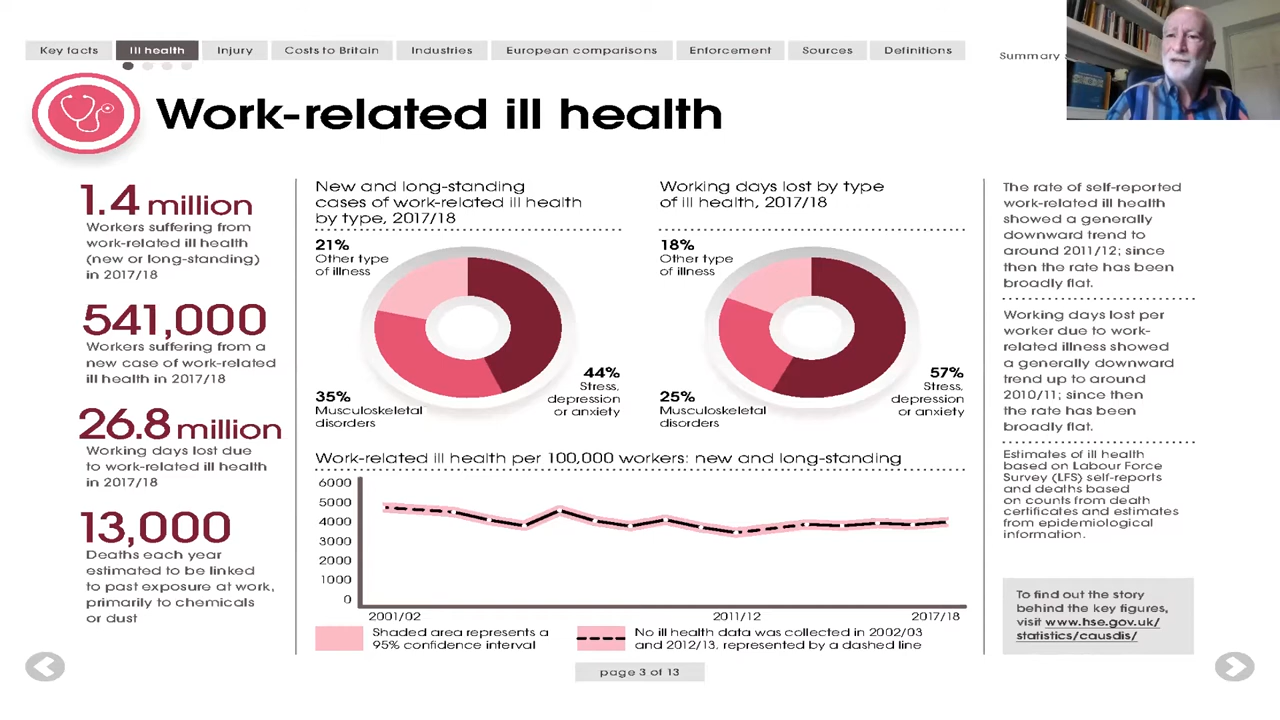 Key facts
Ill health
Injury
Costs to Britain
Industries
European comparisons
Enforcement
Sources
Definitions
Summary
Work-related ill health
1.4 million
Workers suffering from
work-related ill health
(new or long-standing)
in 2017/18
541,000
Workers suffering from a
new case of work-related
ill health in 2017/18
26.8 million
Working days lost due
to work-related ill health
in 2017/18
13,000
Deaths each year
estimated to be linked
to past exposure at work,
primarily to chemicals
or dust
New and long-standing
cases of work-related ill health
by type, 2017/18
21%
Other type
of illness
44%
Stress,
depression
or anxiety
35%
Musculoskeletal
disorders
Working days lost by type
of ill health, 2017/18
18%
Other type
of illness
57%
Stress,
depression
or anxiety
25%
Musculoskeletal
disorders
Work-related ill health per 100,000 workers: new and long-standing
6000
5000
4000
3000
2000
1000
0
2001/02
2011/12
2017/18
Shaded area represents a
95% confidence interval
No ill health data was collected in 2002/03
and 2012/13, represented by a dashed line
The rate of self-reported
work-related ill health
showed a generally
downward trend to
around 2011/12; since
then the rate has been
broadly flat.
Working days lost per
worker due to work-
related illness showed
a generally downward
trend up to around
2010/11; since then
the rate has been
broadly flat.
Estimates of ill health
based on Labour Force
Survey (LFS) self-reports
and deaths based
on counts from death
certificates and estimates
from epidemiological
information.
To find out the story
behind the key figures,
visit www.hse.gov.uk/
statistics/causdis/
page 3 of 13